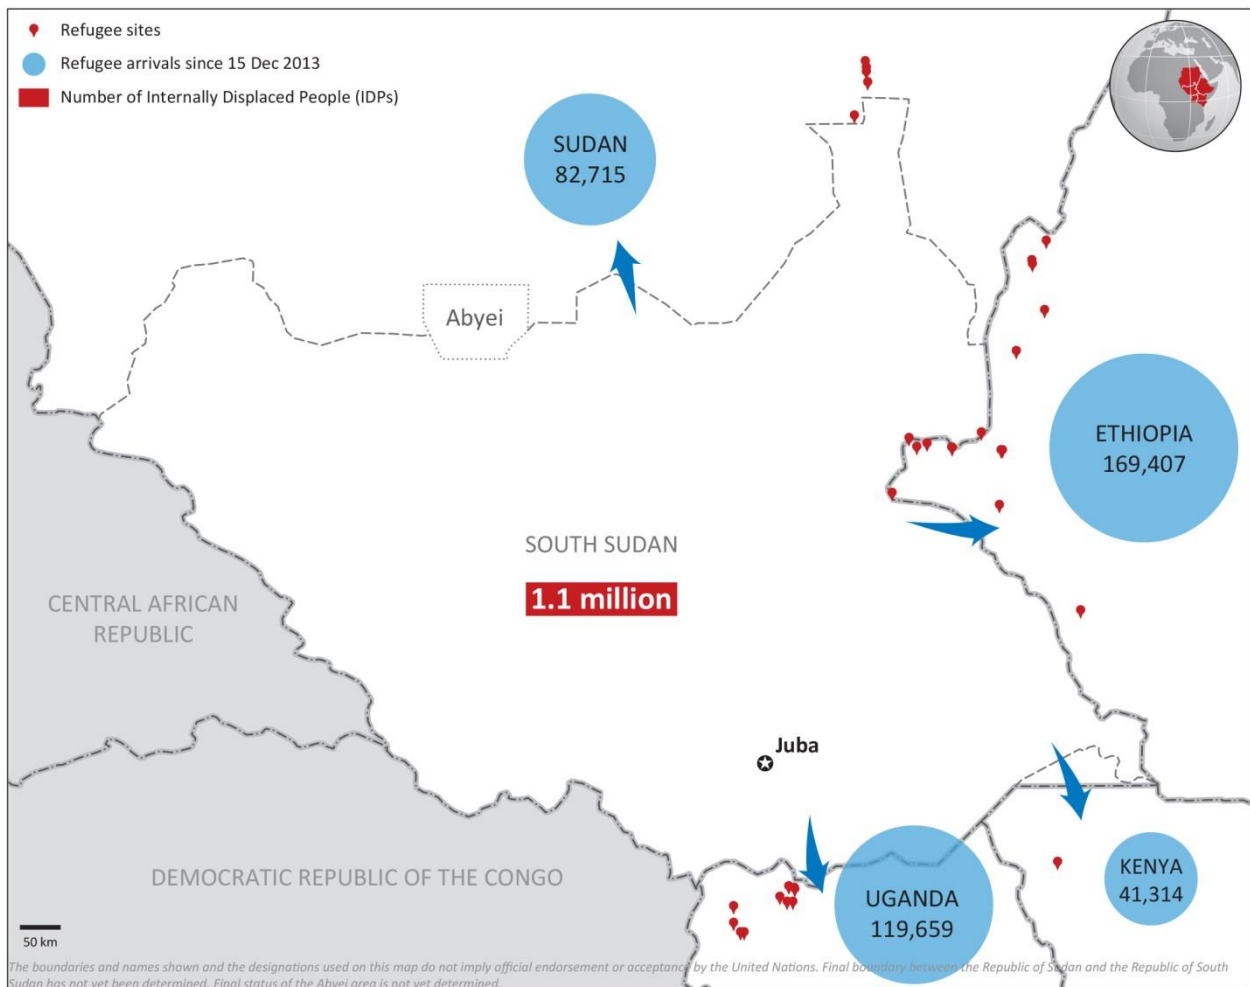 Refugee sites
Refugee arrivals since 15 Dec 2013
Number of Internally Displaced People (IDPs)
SUDAN
82,715
Abyei
ETHIOPIA
169,407
SOUTH SUDAN
1.1 million
CENTRAL AFRICAN
REPUBLIC
Juba
DEMOCRATIC REPUBLIC OF THE CONGO
UGANDA
119,659
KENYA
41,314
50 km
The boundaries and names shown and the designations used on this map do not imply official endorsement or acceptance by the United Nations. Final boundary between the Republic of Sudan and the Republic of South
Sudan has not yet been determined. Final status of the Abyei area is not yet determined.